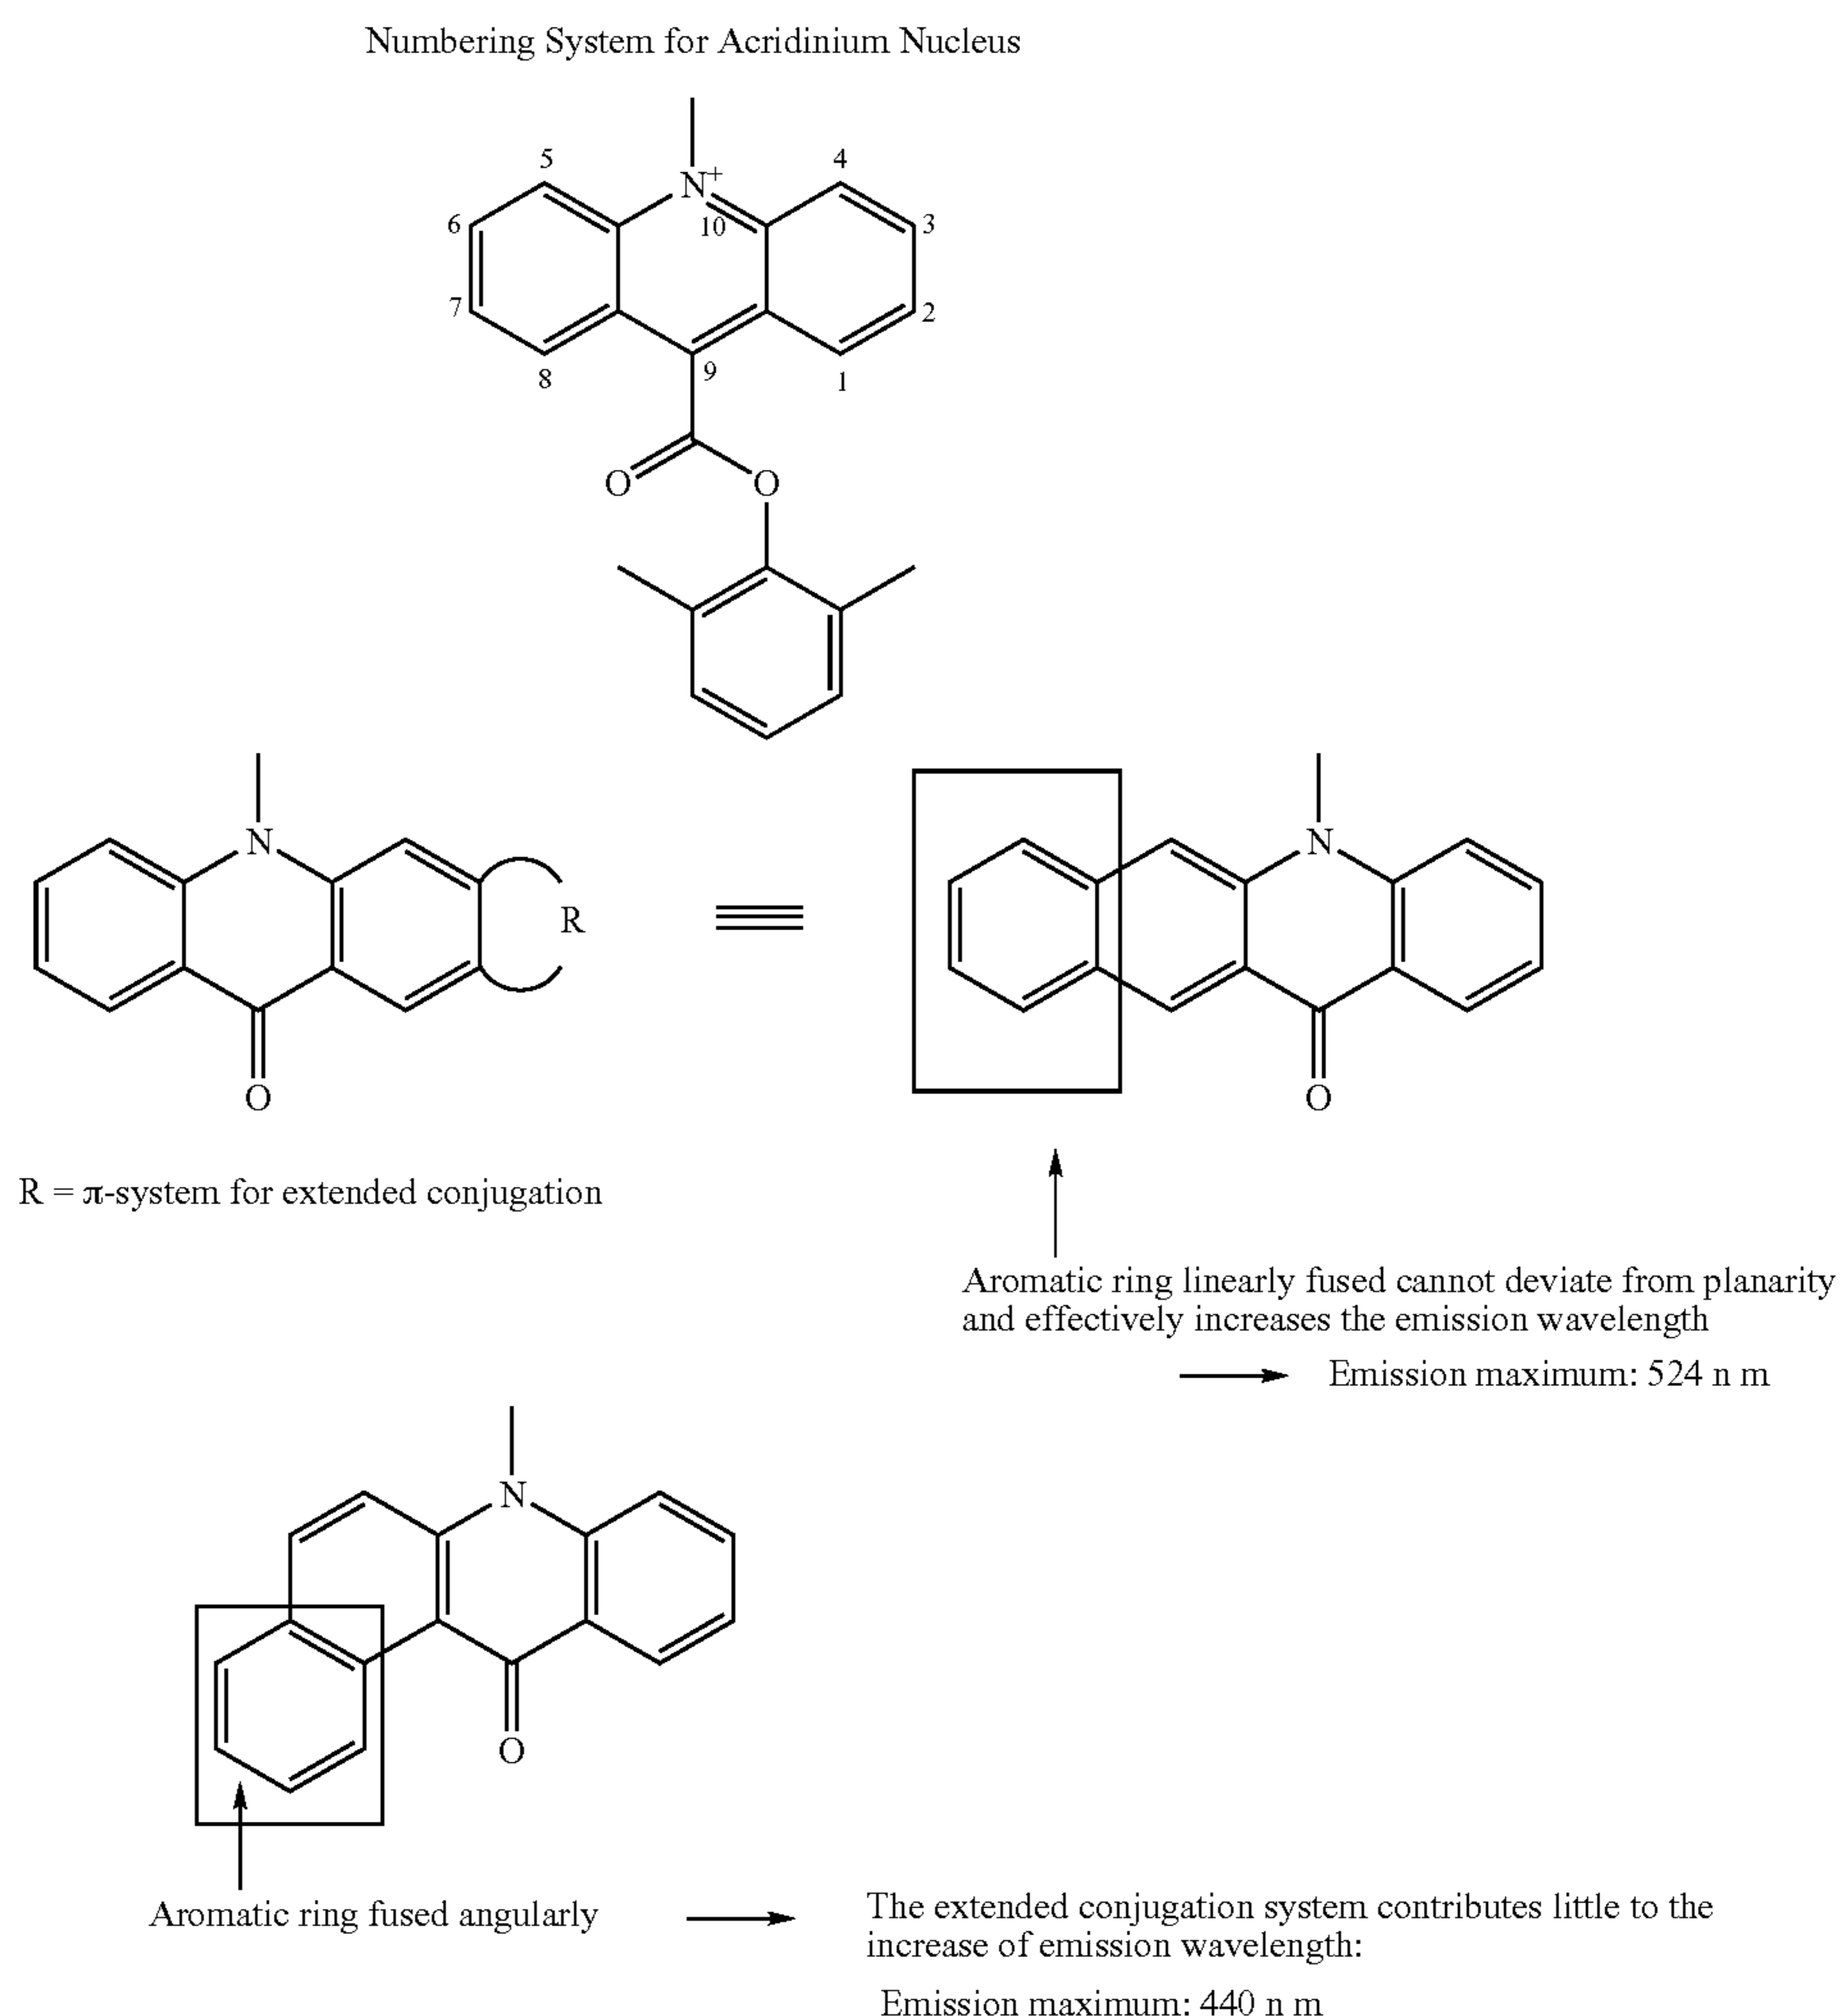 Numbering System for Acridinium Nucleus
5
4
N+
6
10
3
7
2
8
9
1
O
O
N
N
R
O
O
R = π-system for extended conjugation
Aromatic ring linearly fused cannot deviate from planarity
and effectively increases the emission wavelength
Emission maximum: 524 n m
N
O
Aromatic ring fused angularly
The extended conjugation system contributes little to the
increase of emission wavelength:
Emission maximum: 440 n m